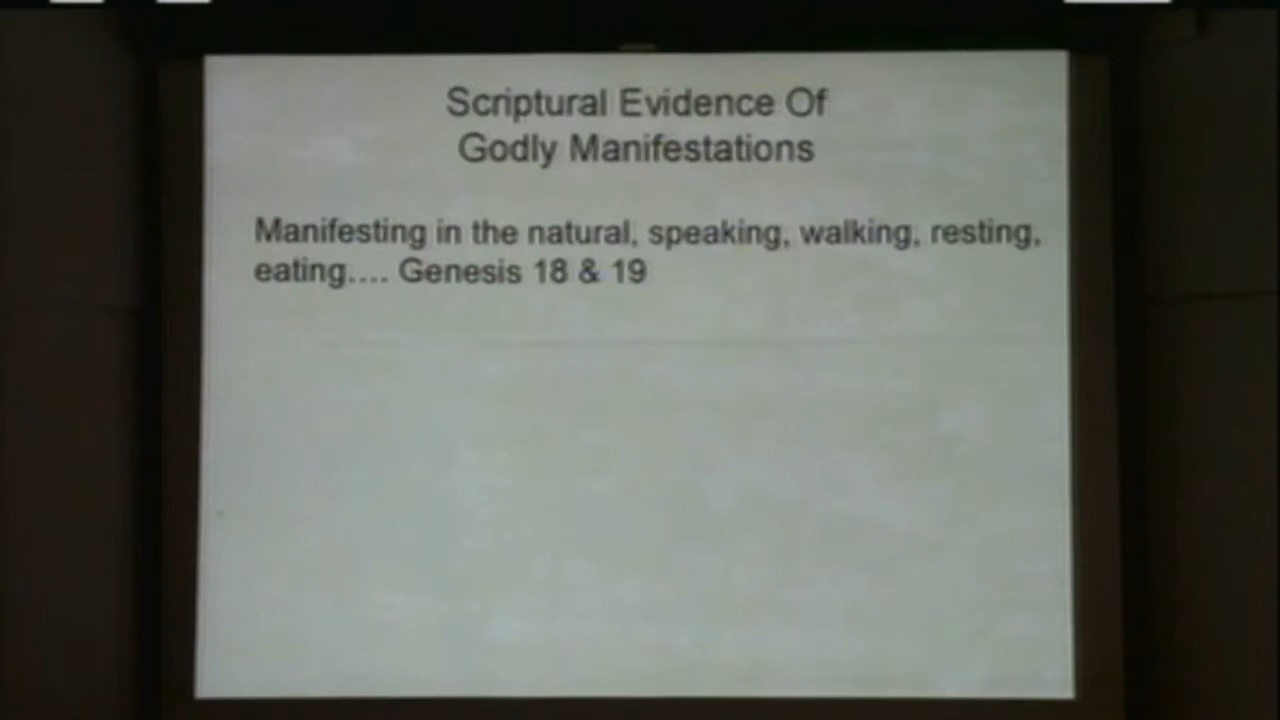 Scriptural Evidence Of
Godly Manifestations
Manifesting in the natural, speaking, walking, resting,
eating.... Genesis 18 & 19